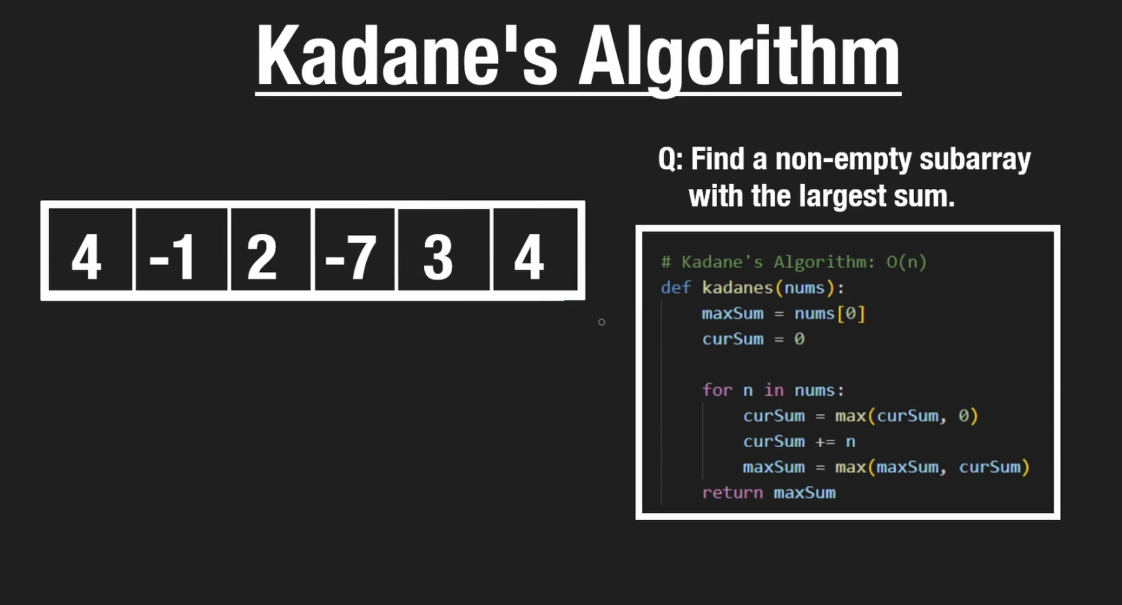 Kadane's Algorithm
Q: Find a non-empty subarray
with the largest sum.
4 -1 2 -7 3 4
# Kadane's Algorithm: O(n)
def kadanes(nums):
    maxSum = nums[0]
    curSum = 0

    for n in nums:
        curSum = max(curSum, 0)
        curSum += n
        maxSum = max(maxSum, curSum)
    return maxSum